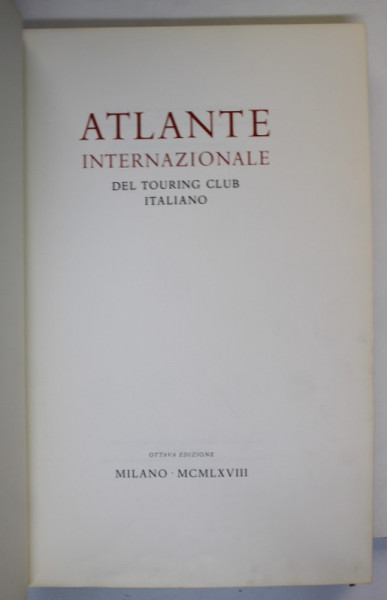 ATLANTE
INTERNAZIONALE
DEL TOURING CLUB
ITALIANO
OTTAVA EDIZIONE
MILANO · MCMLXVIII